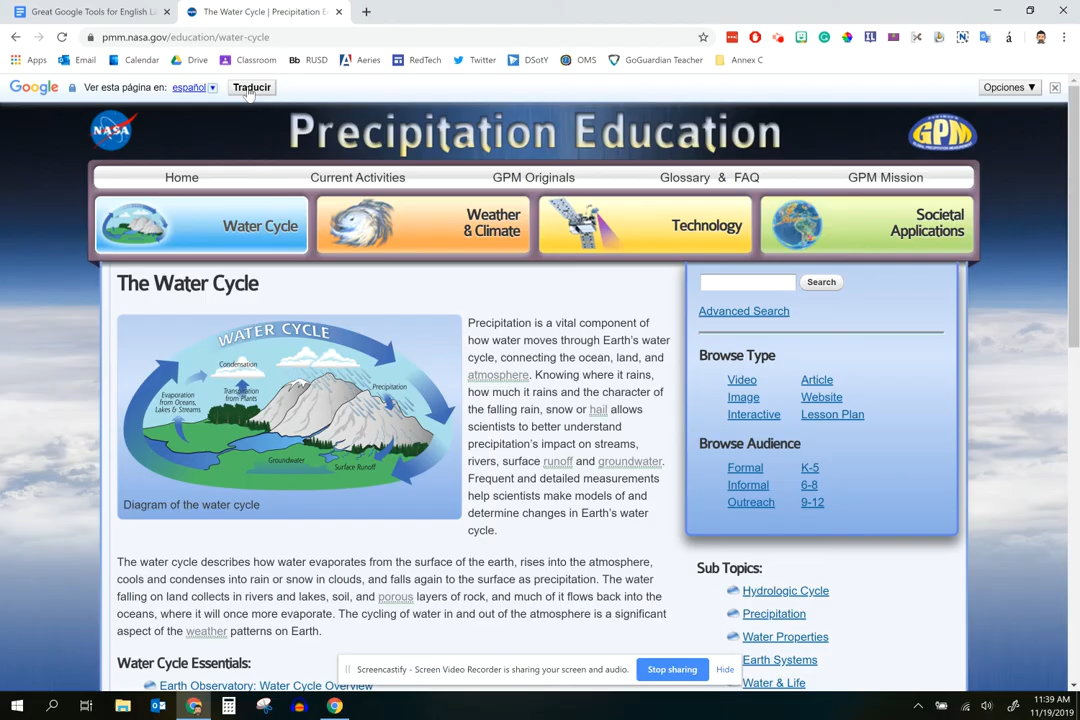 Great Google Tools for English La
The Water Cycle | Precipitation E
pmm.nasa.gov/education/water-cycle
Apps
Email
Calendar
Drive
Classroom
Bb RUSD
Aeries
RedTech
Twitter
DSotY
OMS
GoGuardian Teacher
Annex C
Google
Ver esta página en:
español
Traducir
Opciones ▼
NASA
Precipitation Education
GPM
Home
Current Activities
GPM Originals
Glossary & FAQ
GPM Mission
Water Cycle
Weather
& Climate
Technology
Societal
Applications
The Water Cycle
WATER CYCLE
Condensation
Precipitation
Transpiration
from Plants
Evaporation
from Oceans,
Lakes & Streams
Groundwater
Surface Runoff
Diagram of the water cycle
Precipitation is a vital component of
how water moves through Earth's water
cycle, connecting the ocean, land, and
atmosphere. Knowing where it rains,
how much it rains and the character of
the falling rain, snow or hail allows
scientists to better understand
precipitation's impact on streams,
rivers, surface runoff and groundwater.
Frequent and detailed measurements
help scientists make models of and
determine changes in Earth's water
cycle.
The water cycle describes how water evaporates from the surface of the earth, rises into the atmosphere,
cools and condenses into rain or snow in clouds, and falls again to the surface as precipitation. The water
falling on land collects in rivers and lakes, soil, and porous layers of rock, and much of it flows back into the
oceans, where it will once more evaporate. The cycling of water in and out of the atmosphere is a significant
aspect of the weather patterns on Earth.
Water Cycle Essentials:
Earth Observatory: Water Cycle Overview
Search
Advanced Search
Browse Type
Video
Article
Image
Website
Interactive
Lesson Plan
Browse Audience
Formal
K-5
Informal
6-8
Outreach
9-12
Sub Topics:
Hydrologic Cycle
Precipitation
Water Properties
Earth Systems
Water & Life
Screencastify - Screen Video Recorder is sharing your screen and audio.
Stop sharing
Hide
11:39 AM
11/19/2019